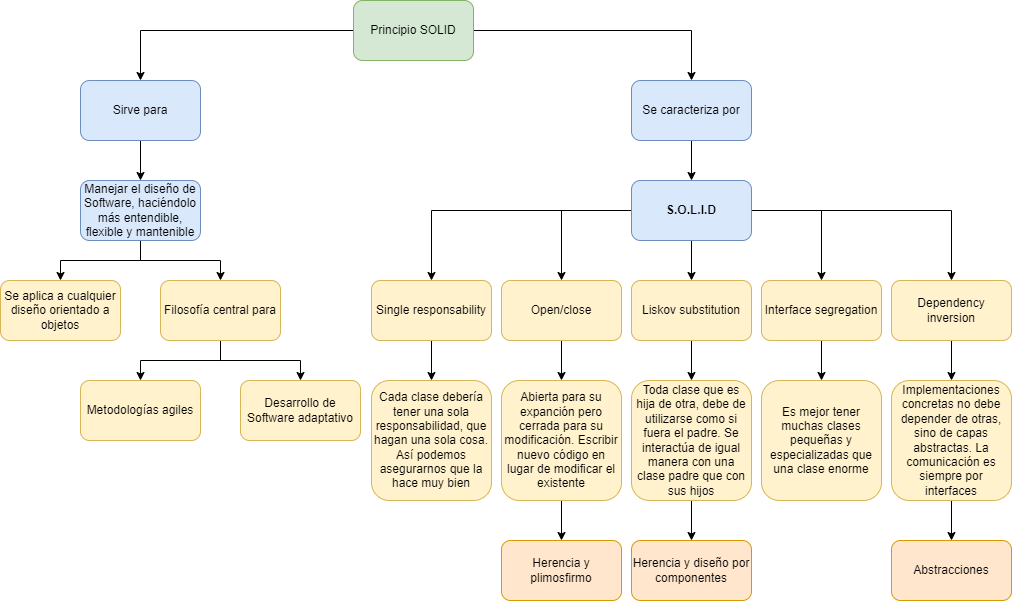 Principio SOLID
Sirve para
Se caracteriza por
Manejar el diseño de
Software, haciéndolo
más entendible,
flexible y mantenible
S.O.L.I.D
Se aplica a cualquier
diseño orientado a
objetos
Filosofía central para
Single responsability
Open/close
Liskov substitution
Interface segregation
Dependency
inversion
Metodologías agiles
Desarrollo de
Software adaptativo
Cada clase debería
tener una sola
responsabilidad, que
hagan una sola cosa.
Así podemos
asegurarnos que la
hace muy bien
Abierta para su
expanción pero
cerrada para su
modificación. Escribir
nuevo código en
lugar de modificar el
existente
Toda clase que es
hija de otra, debe de
utilizarse como si
fuera el padre. Se
interactúa de igual
manera con una
clase padre que con
sus hijos
Es mejor tener
muchas clases
pequeñas y
especializadas que
una clase enorme
Implementaciones
concretas no debe
depender de otras,
sino de capas
abstractas. La
comunicación es
siempre por
interfaces
Herencia y
plimosfirmo
Herencia y diseño por
componentes
Abstracciones